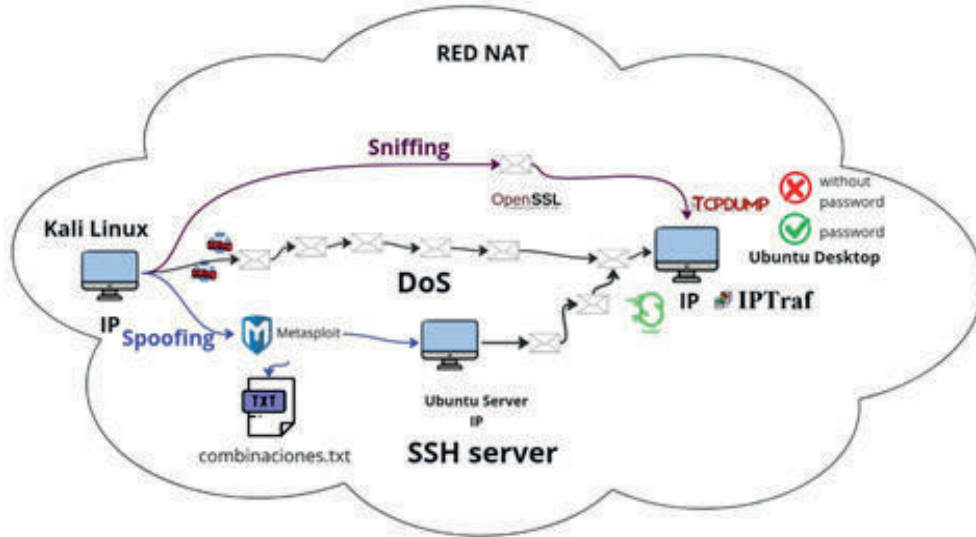 RED NAT
Sniffing
OpenSSL
TCPDUMP
without
password
password
Kali Linux
Ubuntu Desktop
DoS
IP
IP
IPTraf
Spoofing
Metasploit
TXT
Ubuntu Server
IP
combinaciones.txt
SSH server